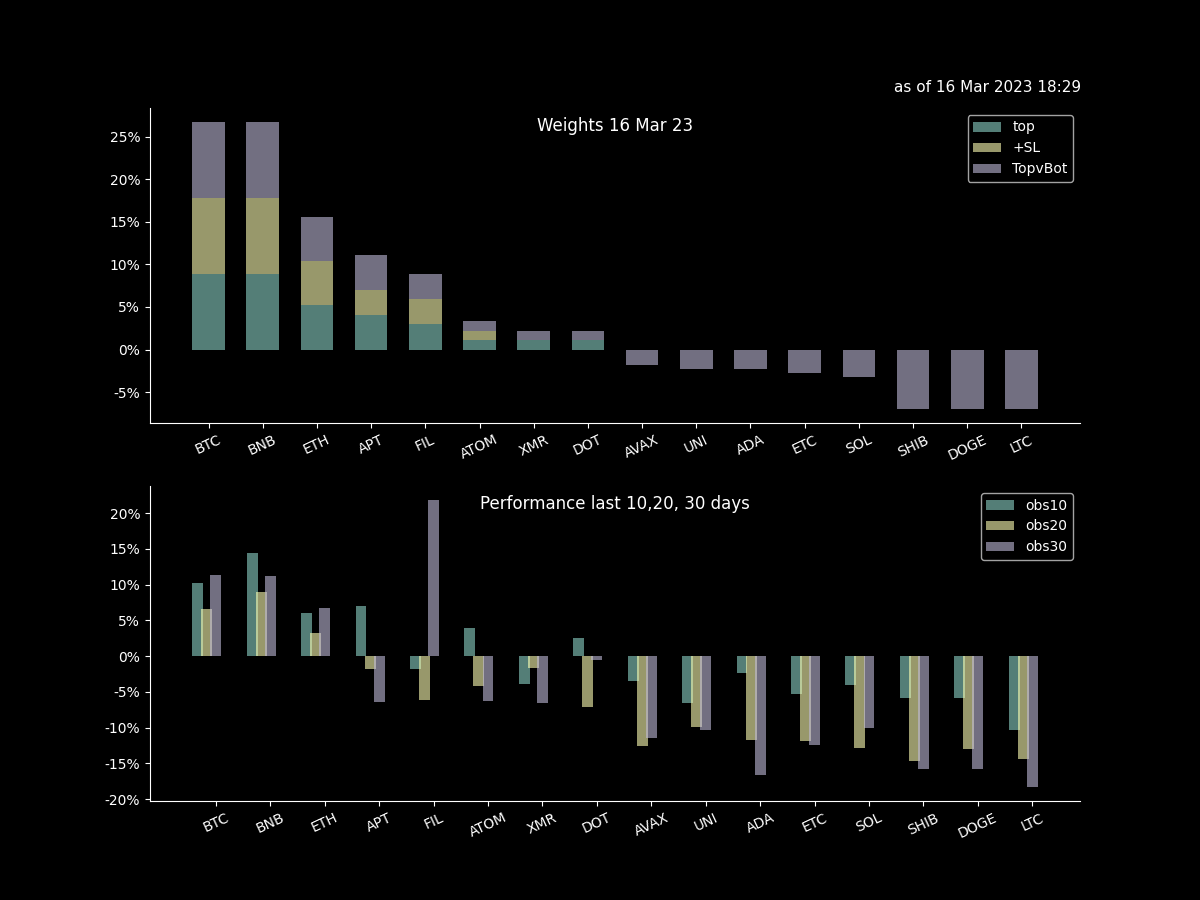 as of 16 Mar 2023 18:29
Weights 16 Mar 23
top
+SL
TopvBot
25%
20%
15%
10%
5%
0%
-5%
BTC BNB ETH APT FIL ATOM XMR DOT AVAX UNI ADA ETC SOL SHIB DOGE LTC
Performance last 10,20, 30 days
obs10
obs20
obs30
20%
15%
10%
5%
0%
-5%
-10%
-15%
-20%
BTC BNB ETH APT FIL ATOM XMR DOT AVAX UNI ADA ETC SOL SHIB DOGE LTC